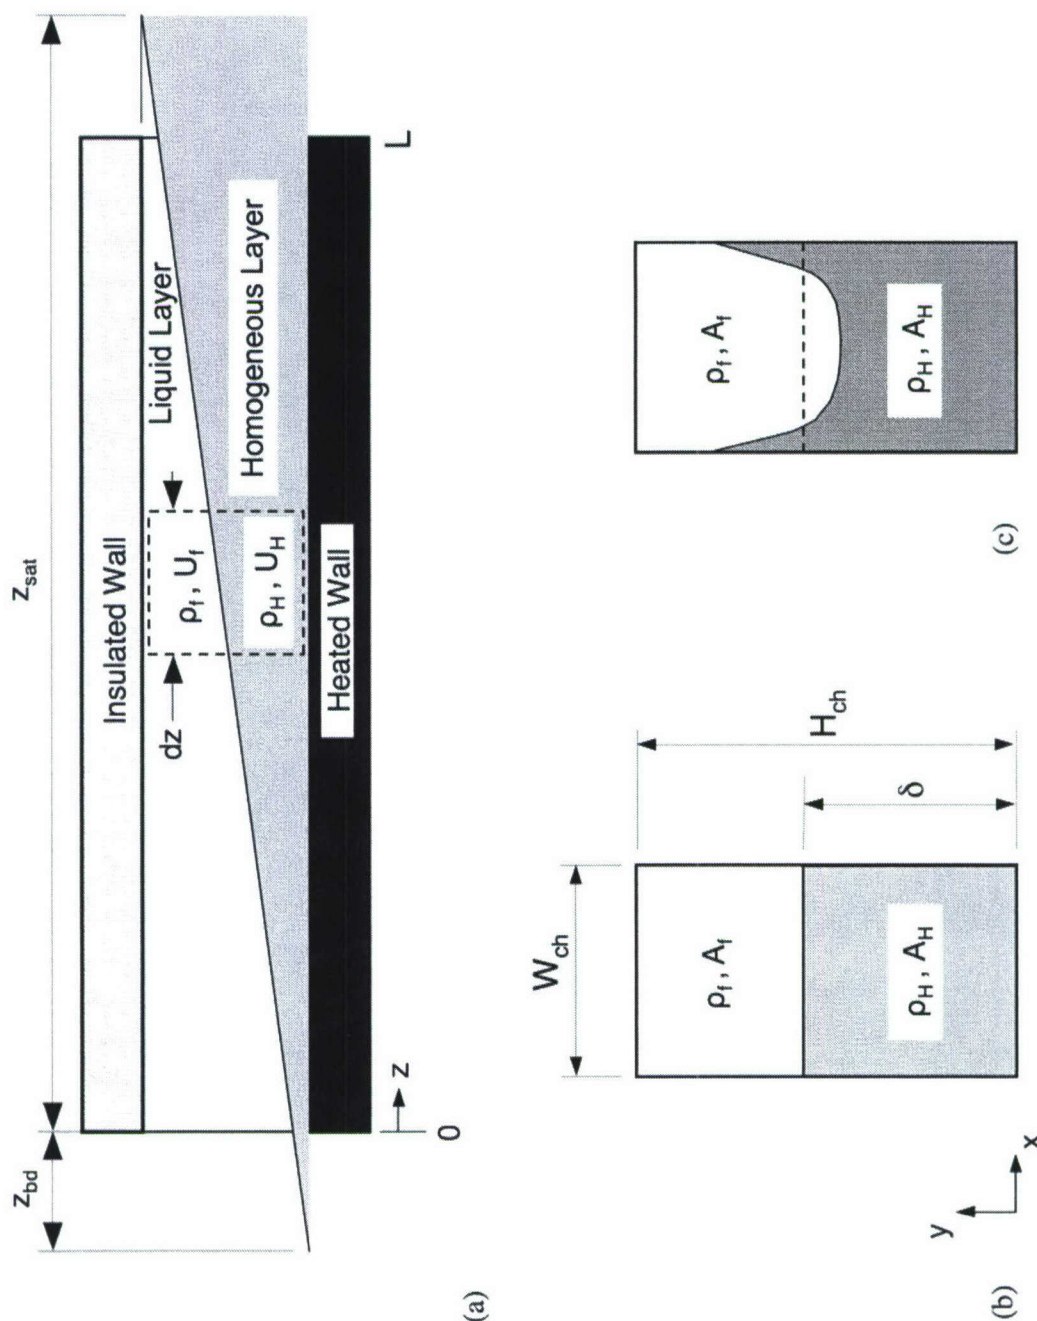 z_sat
Insulated Wall
dz
ρ_f , U_f
Liquid Layer
ρ_H , U_H
Homogeneous Layer
Heated Wall
z_bd
0
z
L
(a)
W_ch
ρ_f , A_f
ρ_H , A_H
H_ch
δ
y
x
(b)
ρ_f , A_f
ρ_H , A_H
(c)